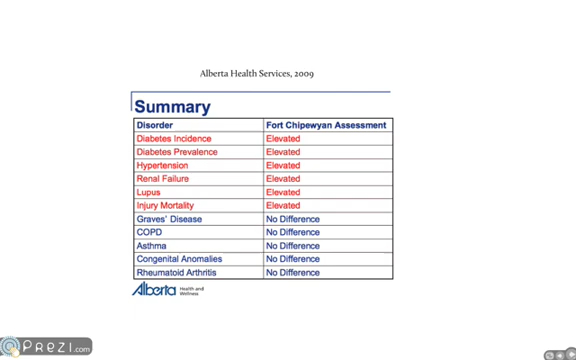 Alberta Health Services, 2009
Summary
Disorder Fort Chipewyan Assessment
Diabetes Incidence Elevated
Diabetes Prevalence Elevated
Hypertension Elevated
Renal Failure Elevated
Lupus Elevated
Injury Mortality Elevated
Graves' Disease No Difference
COPD No Difference
Asthma No Difference
Congenital Anomalies No Difference
Rheumatoid Arthritis No Difference
Alberta Health and
Wellness
Prezi.com